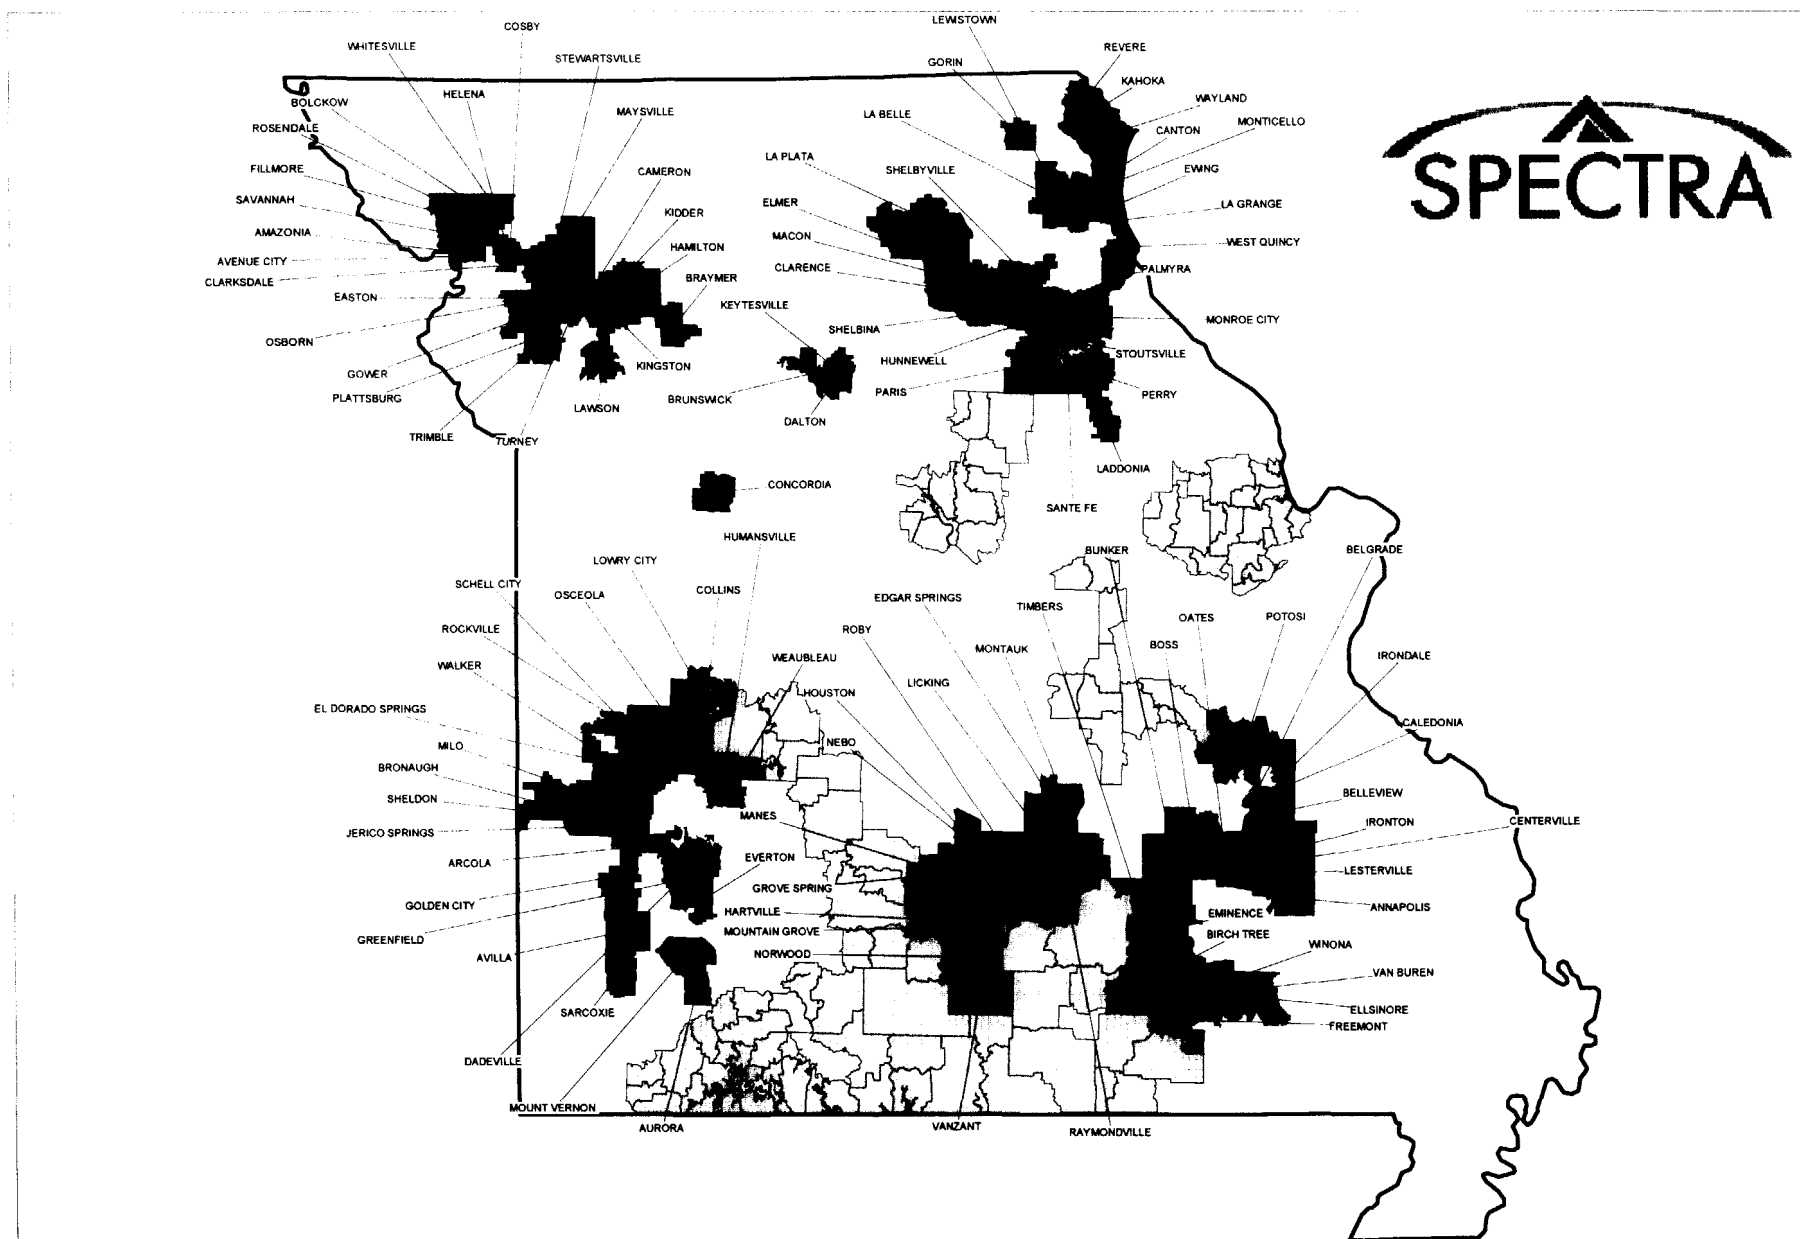 LEWISTOWN
COSBY
WHITESVILLE
REVERE
STEWARTSVILLE
GORIN
KAHOKA
HELENA
BOLCKOW
WAYLAND
MAYSVILLE
LA BELLE
MONTICELLO
ROSENDALE
CANTON
LA PLATA
SHELBYVILLE
EWING
FILLMORE
CAMERON
SAVANNAH
ELMER
LA GRANGE
KIDDER
AMAZONIA
MACON
WEST QUINCY
HAMILTON
AVENUE CITY
CLARENCE
PALMYRA
CLARKSDALE
BRAYMER
EASTON
KEYTESVILLE
MONROE CITY
SHELBINA
OSBORN
STOUTSVILLE
HUNNEWELL
KINGSTON
GOWER
PARIS
PERRY
PLATTSBURG
BRUNSWICK
LAWSON
DALTON
TRIMBLE
TURNEY
LADDONIA
CONCORDIA
SANTE FE
HUMANSVILLE
BUNKER
BELGRADE
LOWRY CITY
SCHELL CITY
COLLINS
OSCEOLA
EDGAR SPRINGS
TIMBERS
OATES
POTOSI
ROCKVILLE
ROBY
MONTAUK
BOSS
WEAUBLEAU
IRONDALE
WALKER
LICKING
HOUSTON
EL DORADO SPRINGS
CALEDONIA
MILO
NEBO
BRONAUGH
BELLEVIEW
SHELDON
MANES
IRONTON
CENTERVILLE
JERICO SPRINGS
ARCOLA
EVERTON
LESTERVILLE
GROVE SPRING
GOLDEN CITY
HARTVILLE
EMINENCE
ANNAPOLIS
MOUNTAIN GROVE
BIRCH TREE
GREENFIELD
WINONA
AVILLA
NORWOOD
VAN BUREN
SARCOXIE
ELLSINORE
FREEMONT
DADEVILLE
MOUNT VERNON
AURORA
VANZANT
RAYMONDVILLE
SPECTRA